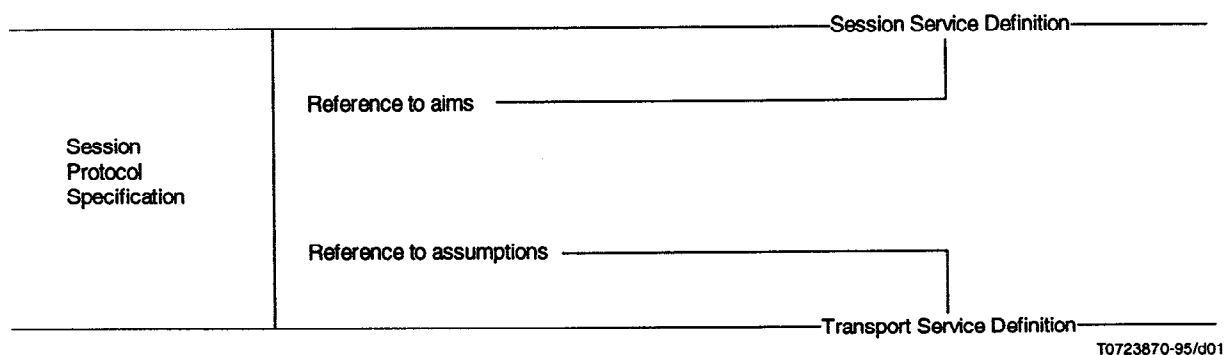 Session Service Definition
Reference to aims
Session
Protocol
Specification
Reference to assumptions
Transport Service Definition
T0723870-95/d01